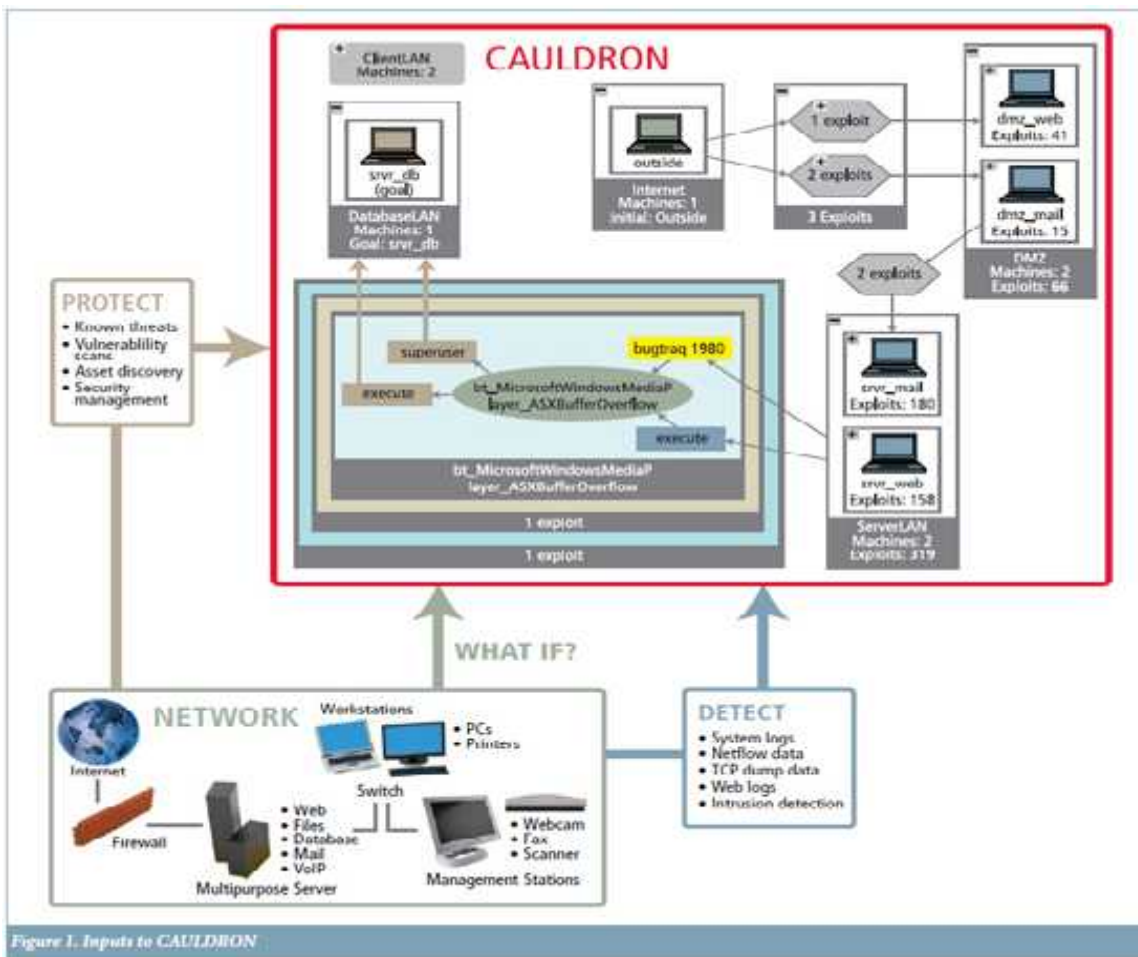 CAULDRON
ClientLAN
Machines: 2
srvr_db
(goal)
DatabaseLAN
Machines: 1
Goal: srvr_db
outside
Internet
Machines: 1
Initial: Outside
1 exploit
2 exploits
3 Exploits
dmz_web
Exploits: 41
dmz_mail
Exploits: 15
DMZ
Machines: 2
Exploits: 66
2 exploits
srvr_mail
Exploits: 180
srvr_web
Exploits: 158
ServerLAN
Machines: 2
Exploits: 319
superuser
execute
bugtraq 1980
bt_MicrosoftWindowsMediaP
layer_ASXBufferOverflow
execute
bt_MicrosoftWindowsMediaP
layer_ASXBufferOverflow
1 exploit
1 exploit
PROTECT
• Known threats
• Vulnerablility
scans
• Asset discovery
• Security
management
WHAT IF?
NETWORK
Internet
Firewall
Multipurpose Server
• Web
• Files
• Database
• Mail
• VoIP
Workstations
• PCs
• Printers
Switch
• Webcam
• Fax
• Scanner
Management Stations
DETECT
• System logs
• Netflow data
• TCP dump data
• Web logs
• Intrusion detection
Figure 1. Inputs to CAULDRON